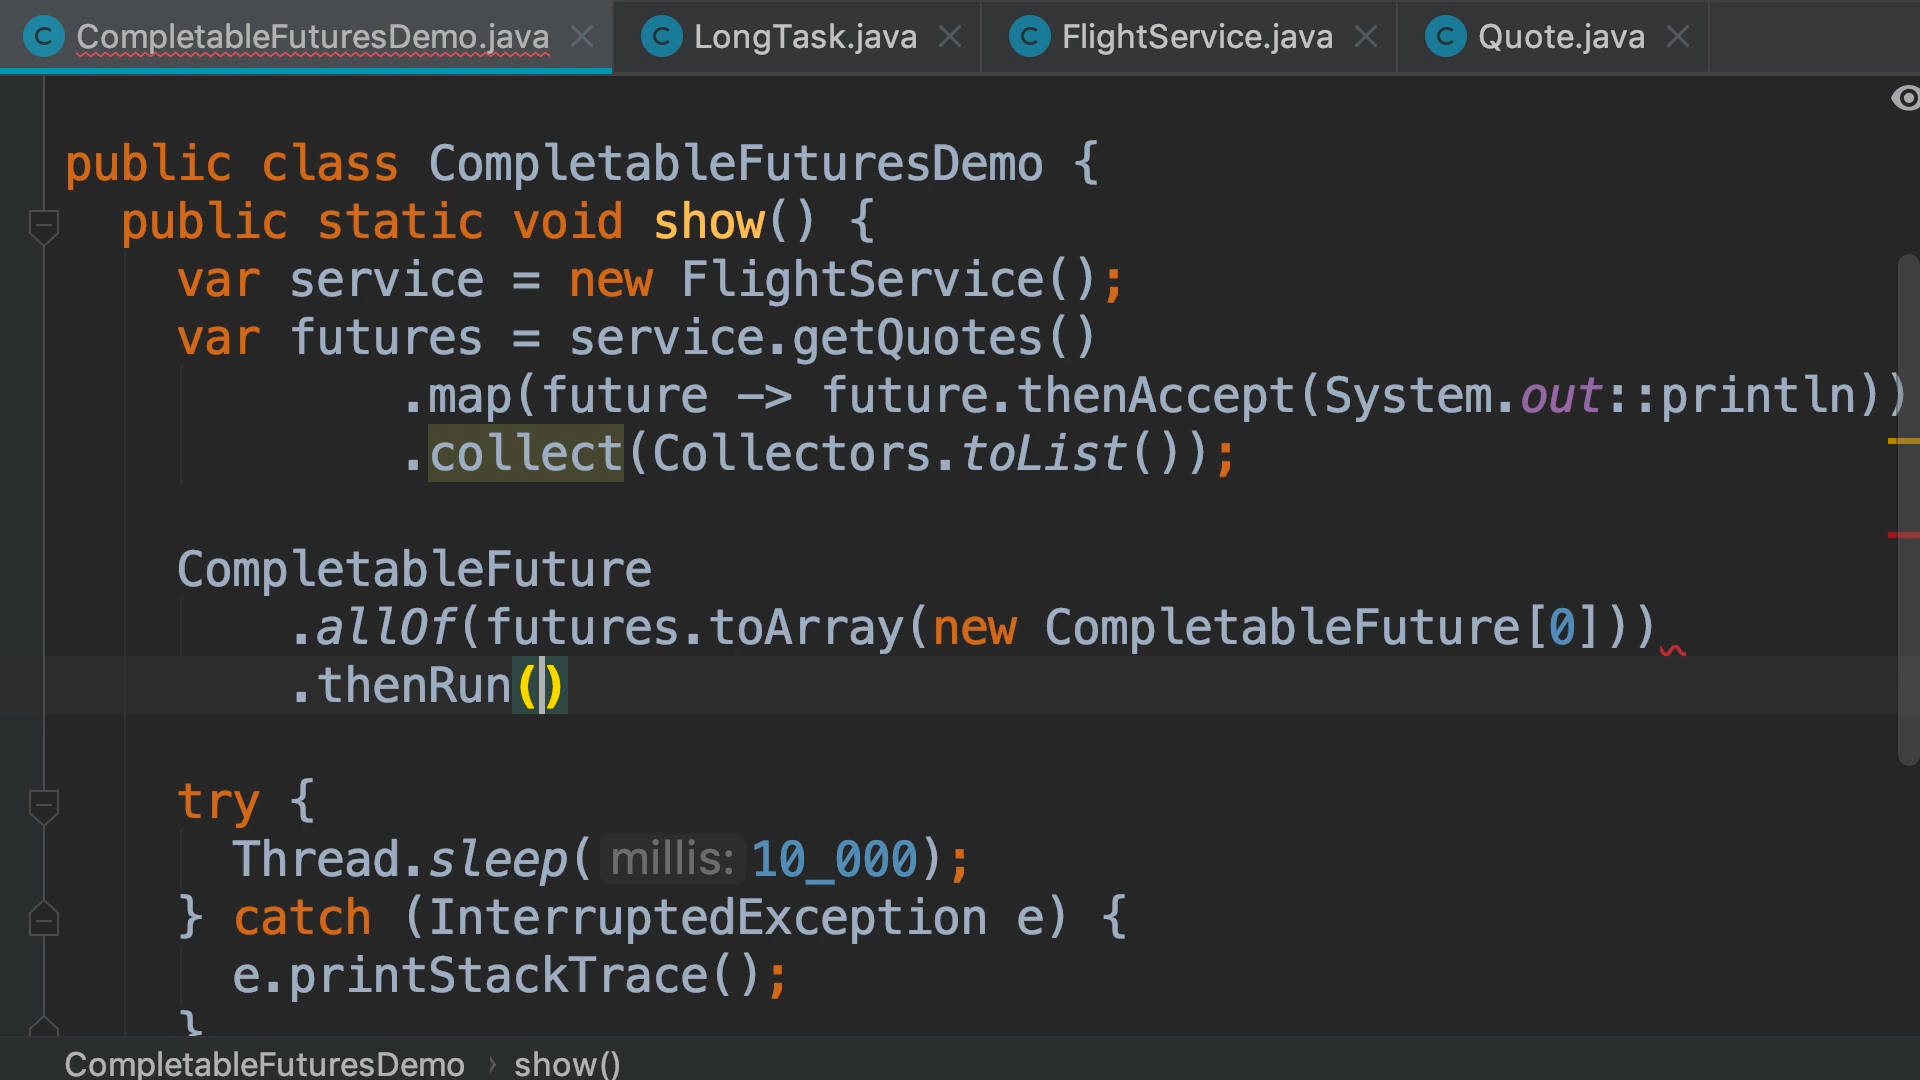 CompletableFuturesDemo.java LongTask.java FlightService.java Quote.java
public class CompletableFuturesDemo {
public static void show() {
var service = new FlightService();
var futures = service.getQuotes()
.map(future -> future.thenAccept(System.out::println))
.collect(Collectors.toList());
CompletableFuture
.allOf(futures.toArray(new CompletableFuture[0]))
.thenRun()
try {
Thread.sleep( millis: 10_000);
} catch (InterruptedException e) {
e.printStackTrace();
}
CompletableFuturesDemo › show()